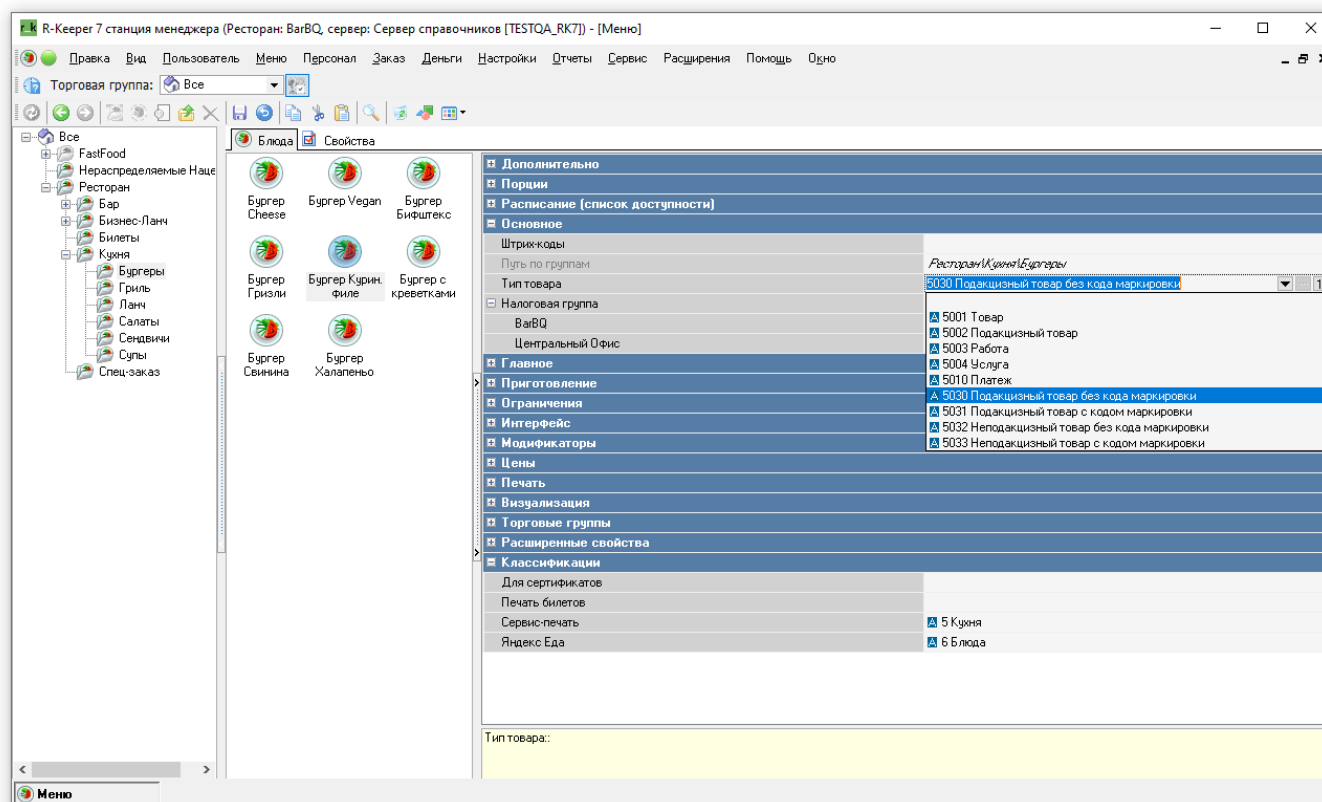 R-Keeper 7 станция менеджера (Ресторан: BarBQ, сервер: Сервер справочников [TESTQA_RK7]) - [Меню]
Правка Вид Пользователь Меню Персонал Заказ Деньги Настройки Отчеты Сервис Расширения Помощь Окно
Торговая группа: Все
Все
FastFood
Нераспределяемые Наце
Ресторан
Бар
Бизнес-Ланч
Билеты
Кухня
Бургеры
Гриль
Ланч
Салаты
Сендвичи
Супы
Спец-заказ
Блюда Свойства
Бургер Cheese
Бургер Vegan
Бургер Бифштекс
Бургер Гризли
Бургер Курин. филе
Бургер с креветками
Бургер Свинина
Бургер Халапеньо
Дополнительно
Порции
Расписание (список доступности)
Основное
Штрих-коды
Путь по группам Ресторан\Кухня\Бургеры
Тип товара 5030 Подакцизный товар без кода маркировки 1
Налоговая группа
BarBQ
Центральный Офис
5001 Товар
5002 Подакцизный товар
5003 Работа
5004 Услуга
5010 Платеж
5030 Подакцизный товар без кода маркировки
5031 Подакцизный товар с кодом маркировки
5032 Неподакцизный товар без кода маркировки
5033 Неподакцизный товар с кодом маркировки
Главное
Приготовление
Ограничения
Интерфейс
Модификаторы
Цены
Печать
Визуализация
Торговые группы
Расширенные свойства
Классификации
Для сертификатов
Печать билетов
Сервис-печать 5 Кухня
Яндекс Еда 6 Блюда
Тип товара::
Меню